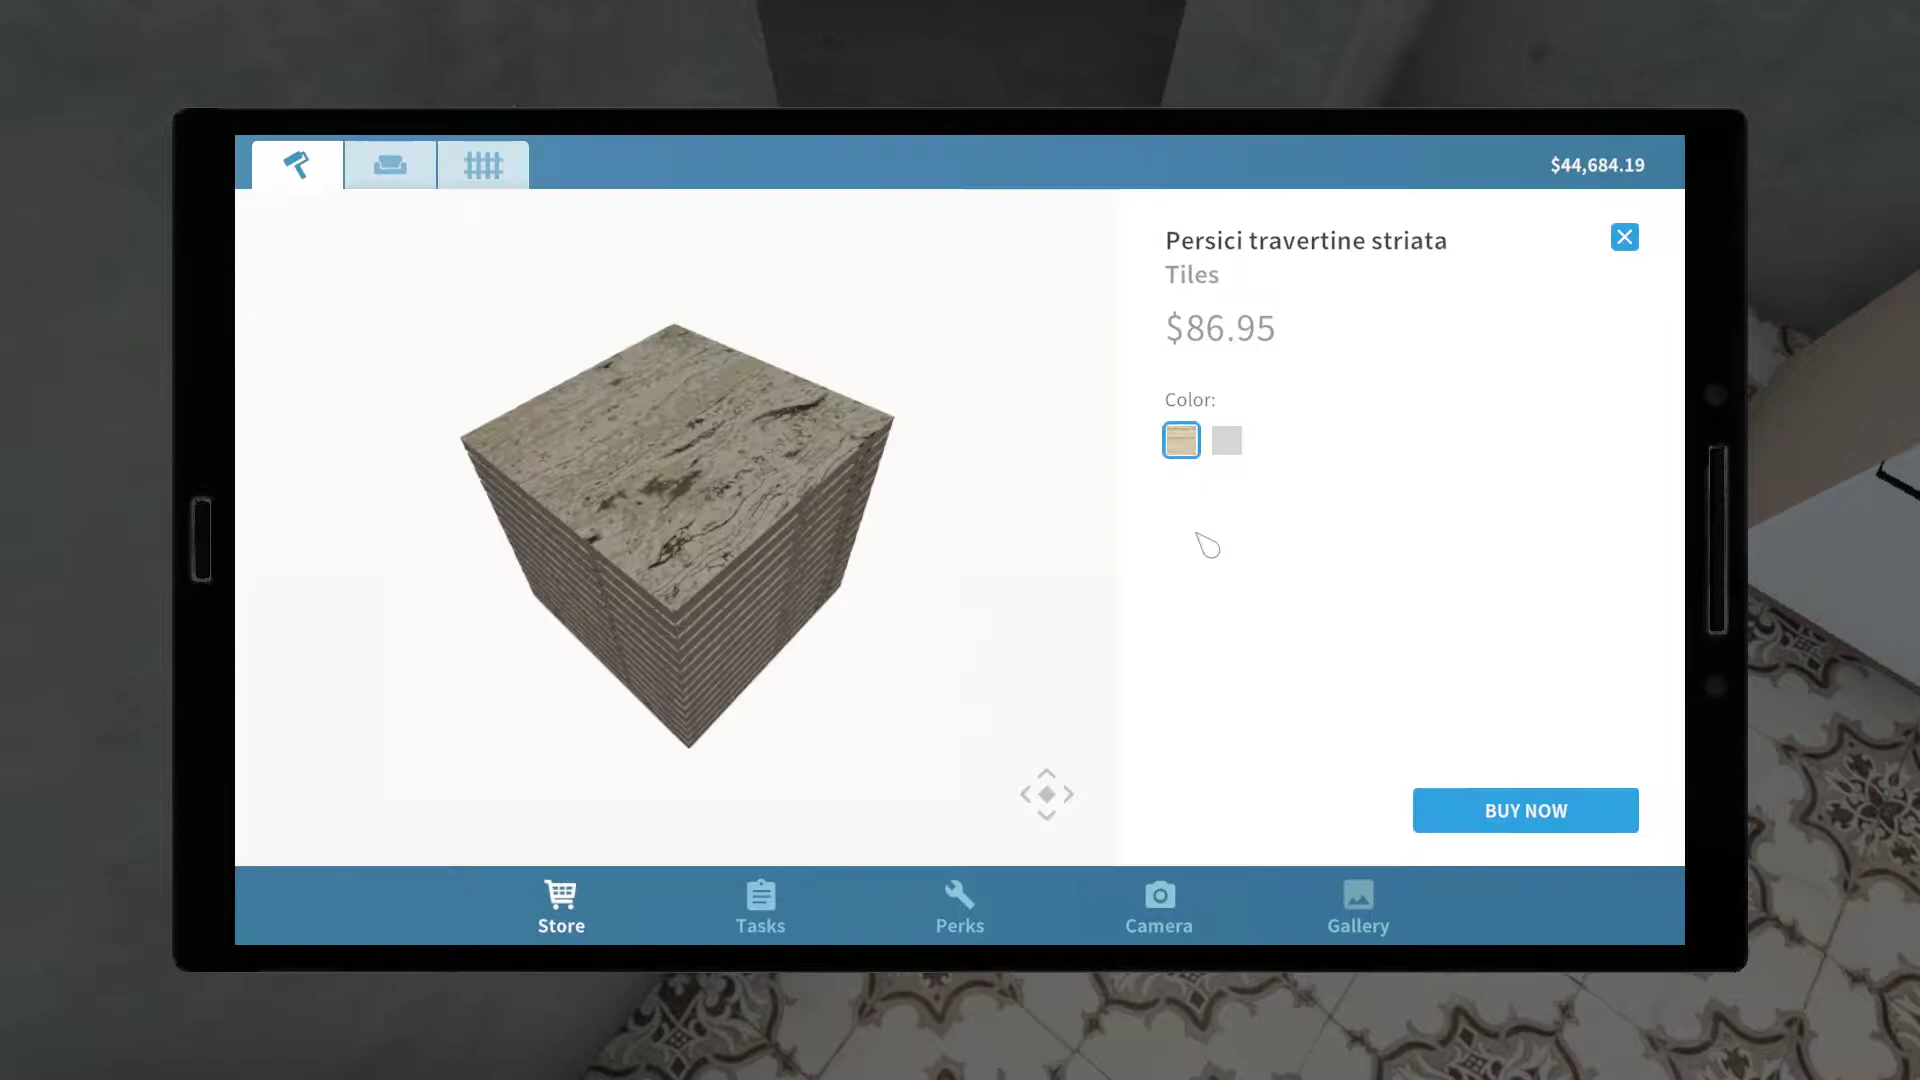 $44,684.19
Persici travertine striata
Tiles
$86.95
Color:
BUY NOW
Store
Tasks
Perks
Camera
Gallery